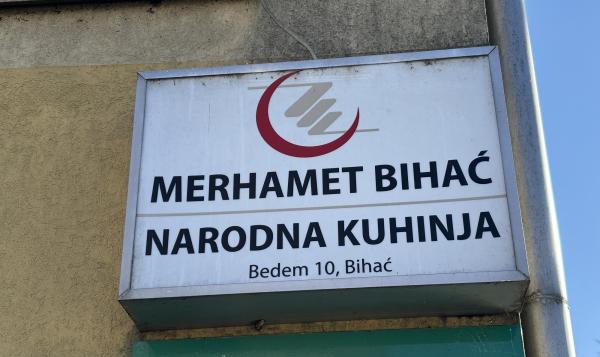 MERHAMET BIHAĆ
NARODNA KUHINJA
Bedem 10, Bihać